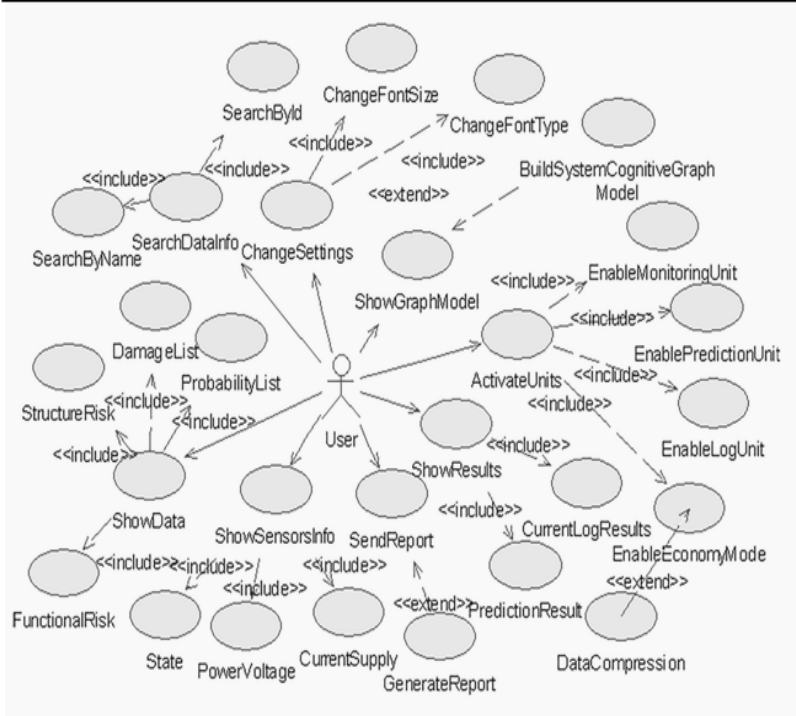 SearchById
ChangeFontSize
<<include>>
<<include>>
ChangeFontType
<<include>>
<<include>>
<<extend>>
BuildSystemCognitiveGraph
Model
SearchByName
SearchDataInfo
ChangeSettings
ShowGraphModel
<<include>>
EnableMonitoringUnit
<<include>>
EnablePredictionUnit
DamageList
ProbabilityList
ActivateUnits
<<include>>
StructureRisk
<<include>>
<<include>>
<<include>>
EnableLogUnit
User
<<include>>
ShowResults
<<include>>
ShowData
ShowSensorsInfo
SendReport
<<include>>
CurrentLogResults
EnableEconomyMode
<<include>>
<<include>>
<<include>>
<<include>>
<<extend>>
<<extend>>
PredictionResult
FunctionalRisk
State
PowerVoltage
CurrentSupply
GenerateReport
DataCompression